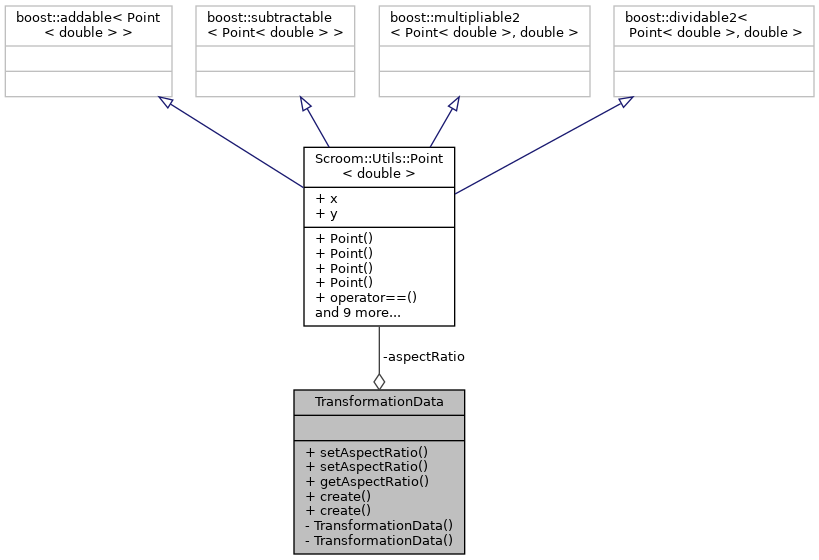 boost::addable< Point
< double > >
boost::subtractable
< Point< double > >
boost::multipliable2
< Point< double >, double >
boost::dividable2<
Point< double >, double >
Scroom::Utils::Point
< double >
+ x
+ y
+ Point()
+ Point()
+ Point()
+ Point()
+ operator==()
and 9 more...
-aspectRatio
TransformationData
+ setAspectRatio()
+ setAspectRatio()
+ getAspectRatio()
+ create()
+ create()
- TransformationData()
- TransformationData()